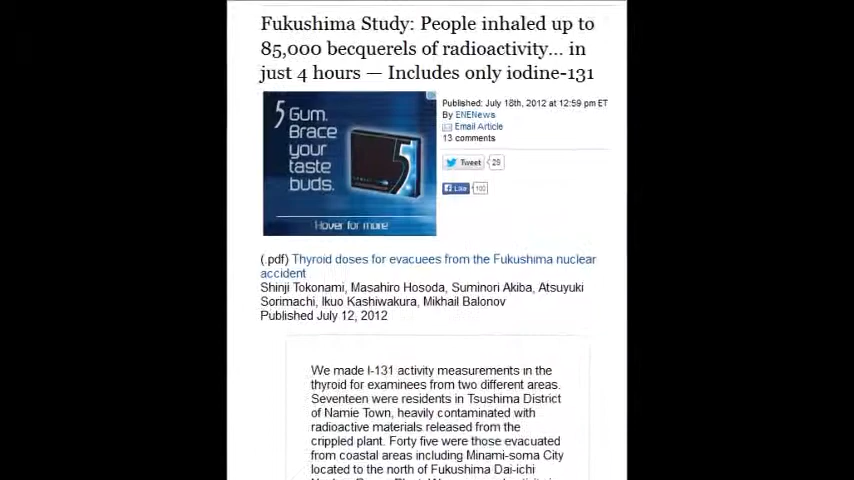 Fukushima Study: People inhaled up to
85,000 becquerels of radioactivity... in
just 4 hours — Includes only iodine-131
5 Gum.
Brace
your
taste
buds.
5
Hover for more
Published: July 18th, 2012 at 12:59 pm ET
By ENENews
Email Article
13 comments
Tweet 29
Like 100
(.pdf) Thyroid doses for evacuees from the Fukushima nuclear
accident
Shinji Tokonami, Masahiro Hosoda, Suminori Akiba, Atsuyuki
Sorimachi, Ikuo Kashiwakura, Mikhail Balonov
Published July 12, 2012
We made I-131 activity measurements in the
thyroid for examinees from two different areas.
Seventeen were residents in Tsushima District
of Namie Town, heavily contaminated with
radioactive materials released from the
crippled plant. Forty five were those evacuated
from coastal areas including Minami-soma City
located to the north of Fukushima Dai-ichi